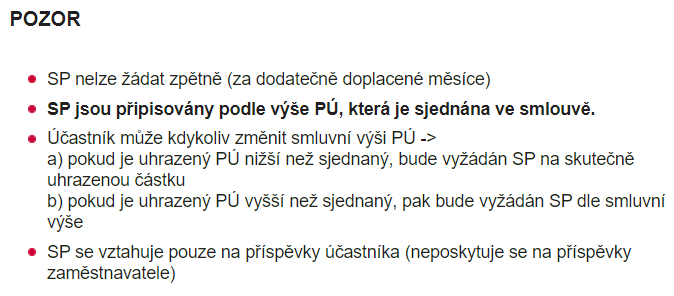 POZOR
SP nelze žádat zpětně (za dodatečně doplacené měsíce)
SP jsou připisovány podle výše PÚ, která je sjednána ve smlouvě.
Účastník může kdykoliv změnit smluvní výši PÚ ->
a) pokud je uhrazený PÚ nižší než sjednaný, bude vyžádán SP na skutečně
uhrazenou částku
b) pokud je uhrazený PÚ vyšší než sjednaný, pak bude vyžádán SP dle smluvní
výše
SP se vztahuje pouze na příspěvky účastníka (neposkytuje se na příspěvky
zaměstnavatele)